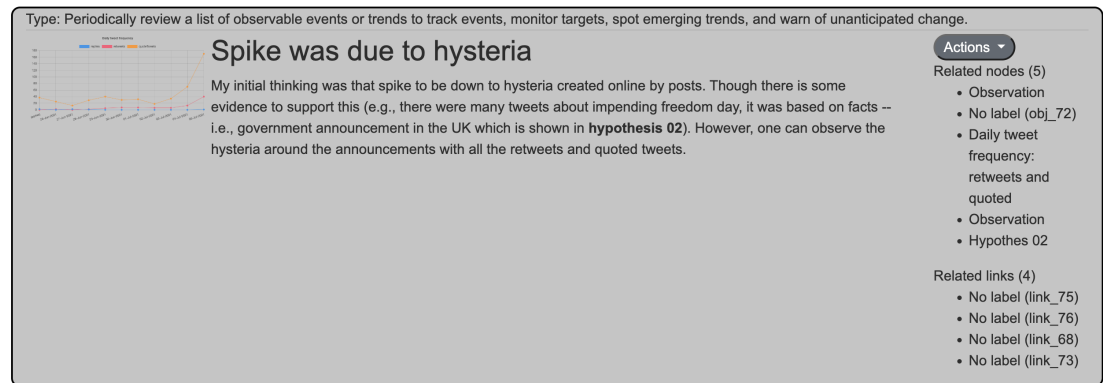 Type: Periodically review a list of observable events or trends to track events, monitor targets, spot emerging trends, and warn of unanticipated change.
Spike was due to hysteria
My initial thinking was that spike to be down to hysteria created online by posts. Though there is some
evidence to support this (e.g., there were many tweets about impending freedom day, it was based on facts --
i.e., government announcement in the UK which is shown in hypothesis 02). However, one can observe the
hysteria around the announcements with all the retweets and quoted tweets.
Actions
Related nodes (5)
Observation
No label (obj_72)
Daily tweet
frequency:
retweets and
quoted
Observation
Hypothes 02
Related links (4)
No label (link_75)
No label (link_76)
No label (link_68)
No label (link_73)